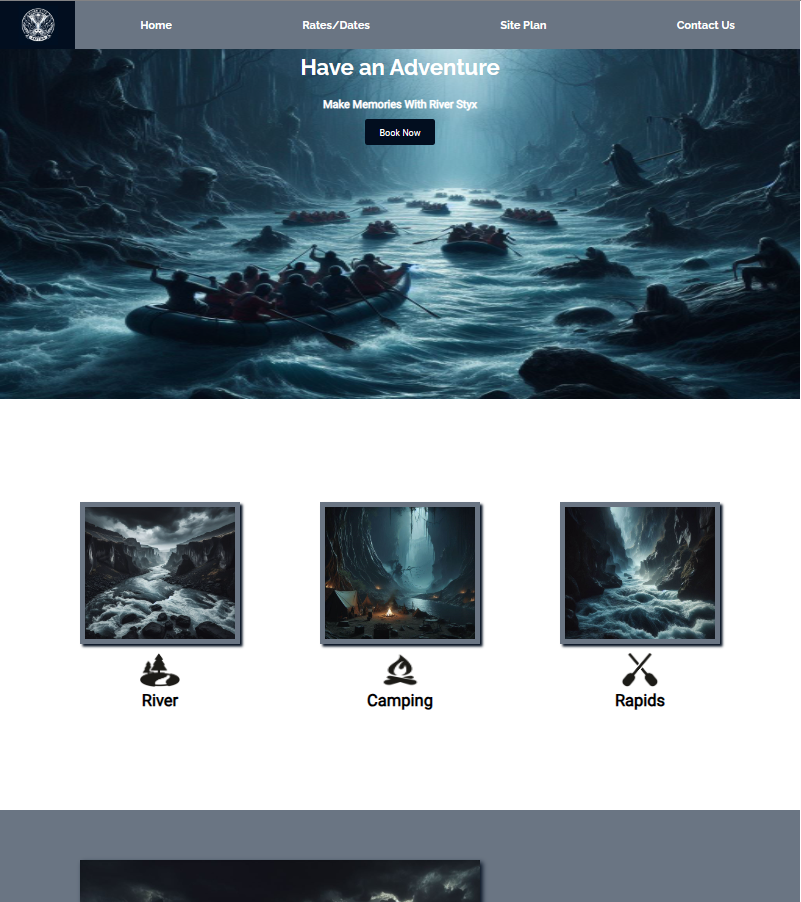 Home
Rates/Dates
Site Plan
Contact Us
Have an Adventure
Make Memories With River Styx
Book Now
River
Camping
Rapids